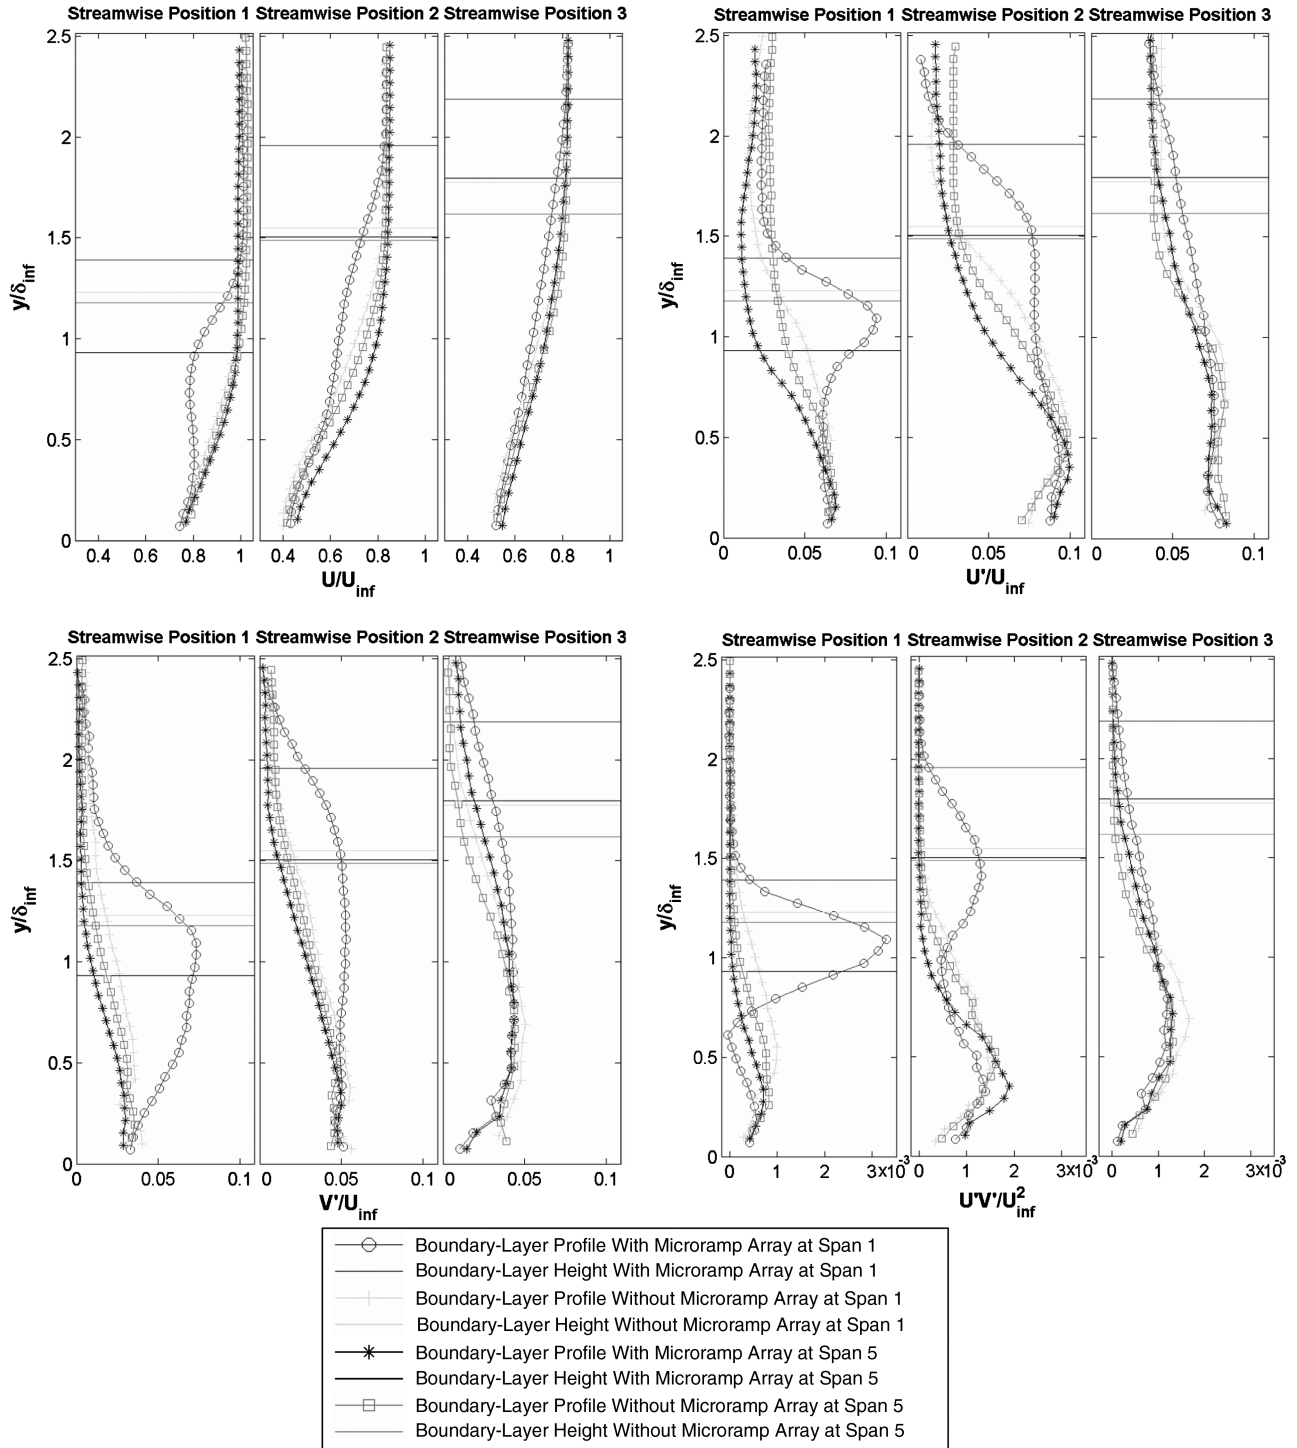 Streamwise Position 1 Streamwise Position 2 Streamwise Position 3
2.5
2
1.5
1
0.5
0
y/δinf
0.4 0.6 0.8 1 0.4 0.6 0.8 1 0.4 0.6 0.8 1
U/Uinf
Streamwise Position 1 Streamwise Position 2 Streamwise Position 3
2.5
2
1.5
1
0.5
0
y/δinf
0 0.05 0.1 0 0.05 0.1 0 0.05 0.1
U'/Uinf
Streamwise Position 1 Streamwise Position 2 Streamwise Position 3
2.5
2
1.5
1
0.5
0
y/δinf
0 0.05 0.1 0 0.05 0.1 0 0.05 0.1
V'/Uinf
Streamwise Position 1 Streamwise Position 2 Streamwise Position 3
2.5
2
1.5
1
0.5
0
y/δinf
0 1 2 3x10-3 0 1 2 3x10-3 0 1 2 3x10-3
U'V'/U2inf
Boundary-Layer Profile With Microramp Array at Span 1
Boundary-Layer Height With Microramp Array at Span 1
Boundary-Layer Profile Without Microramp Array at Span 1
Boundary-Layer Height Without Microramp Array at Span 1
Boundary-Layer Profile With Microramp Array at Span 5
Boundary-Layer Height With Microramp Array at Span 5
Boundary-Layer Profile Without Microramp Array at Span 5
Boundary-Layer Height Without Microramp Array at Span 5